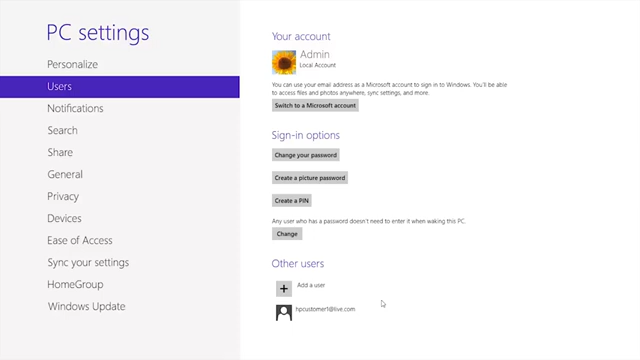 PC settings
Personalize
Users
Notifications
Search
Share
General
Privacy
Devices
Ease of Access
Sync your settings
HomeGroup
Windows Update
Your account
Admin
Local Account
You can use your email address as a Microsoft account to sign in to Windows. You'll be able
to access files and photos anywhere, sync settings, and more.
Switch to a Microsoft account
Sign-in options
Change your password
Create a picture password
Create a PIN
Any user who has a password doesn't need to enter it when waking this PC.
Change
Other users
Add a user
hpcustomer1@live.com